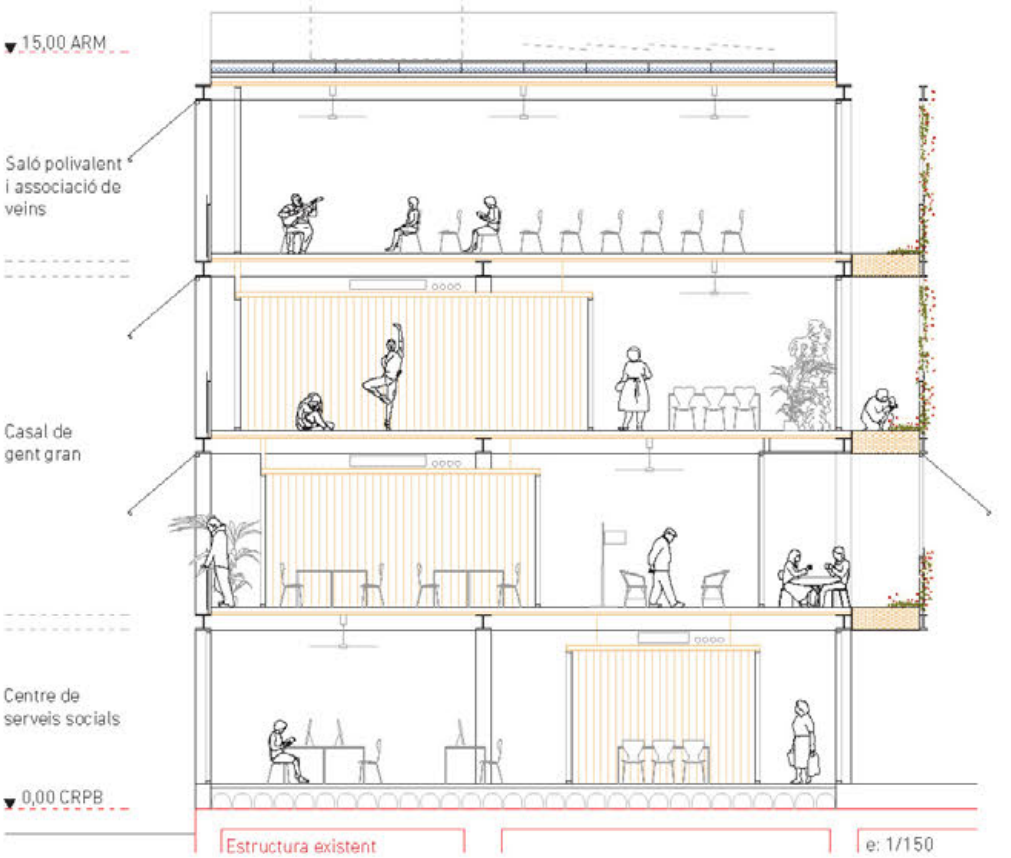 15,00 ARM
Saló polivalent
i associació de
veins
Casal de
gent gran
Centre de
serveis socials
0,00 CRPB
Estructura existent
e: 1/150